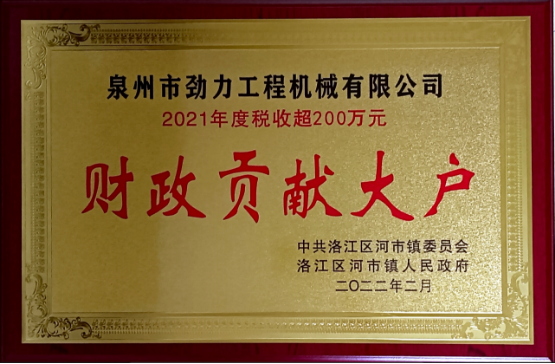 泉州市劲力工程机械有限公司
2021年度税收超200万元
财政贡献大户
中共洛江区河市镇委员会
洛江区河市镇人民政府
二〇二二年二月